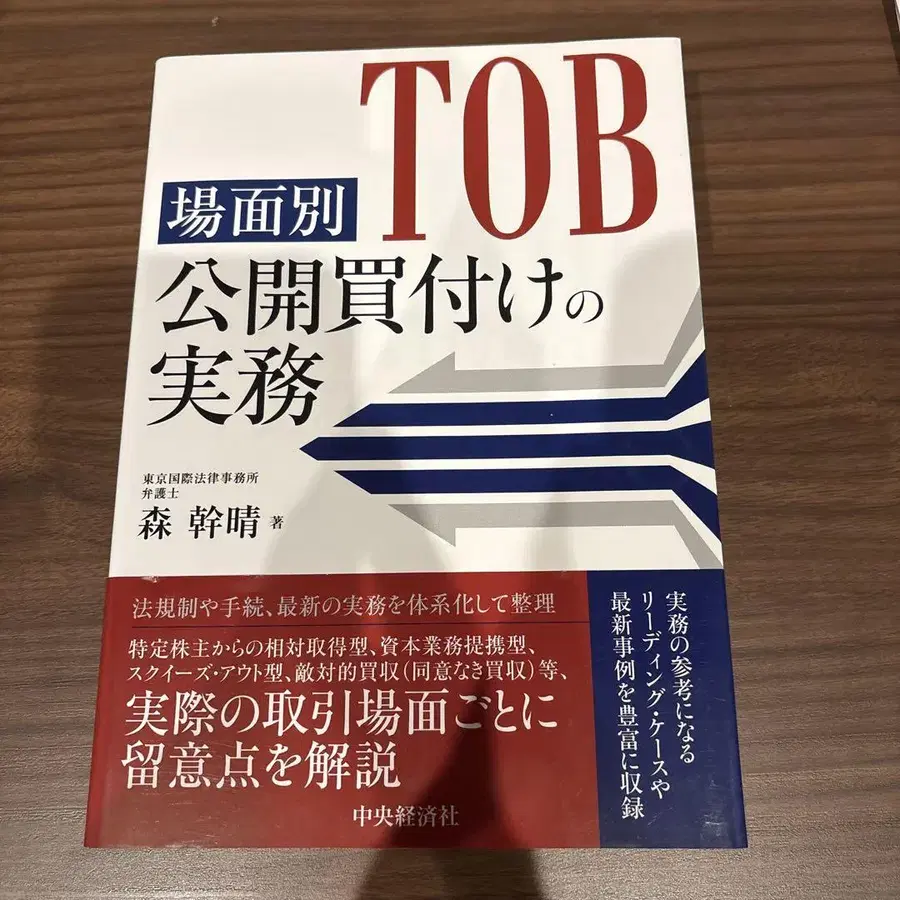 TOB
場面別
公開買付けの
実務
東京国際法律事務所
弁護士
森 幹晴 著
法規制や手続、最新の実務を体系化して整理
特定株主からの相対取得型、資本業務提携型、
スクイーズ・アウト型、敵対的買収(同意なき買収)等、
実際の取引場面ごとに
留意点を解説
実務の参考になる
リーディング・ケースや
最新事例を豊富に収録
中央経済社